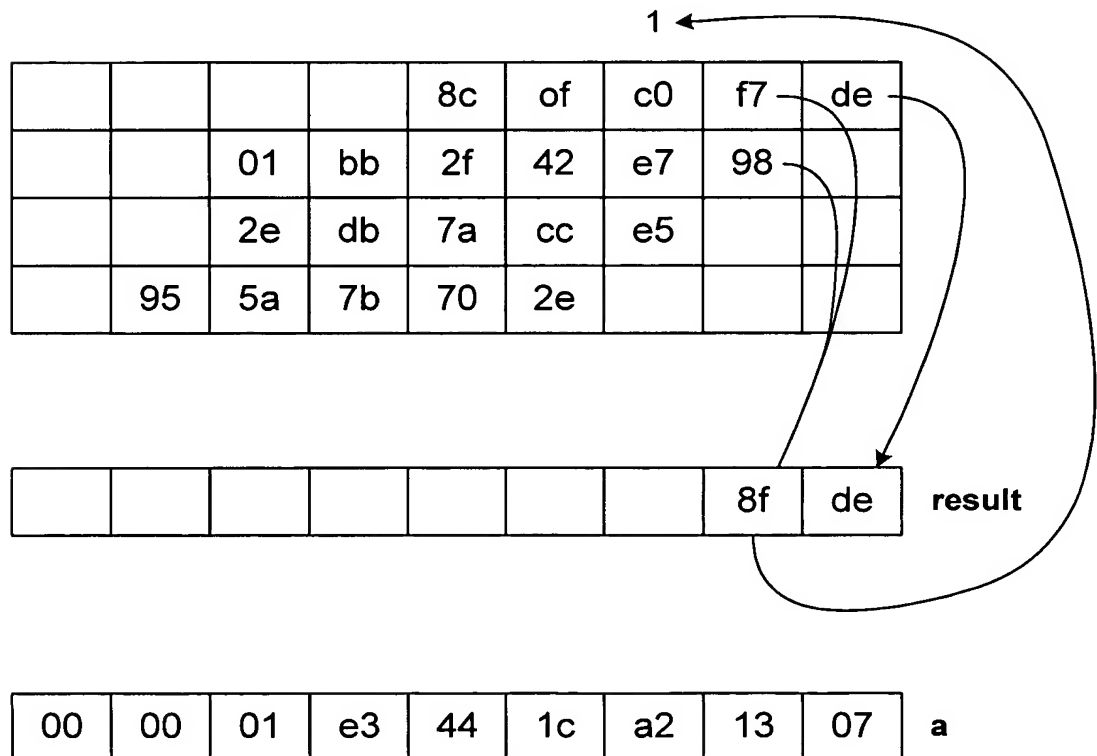 1
8c of c0 f7 de
01 bb 2f 42 e7 98
2e db 7a cc e5
95 5a 7b 70 2e
8f de result
00 00 01 e3 44 1c a2 13 07 a